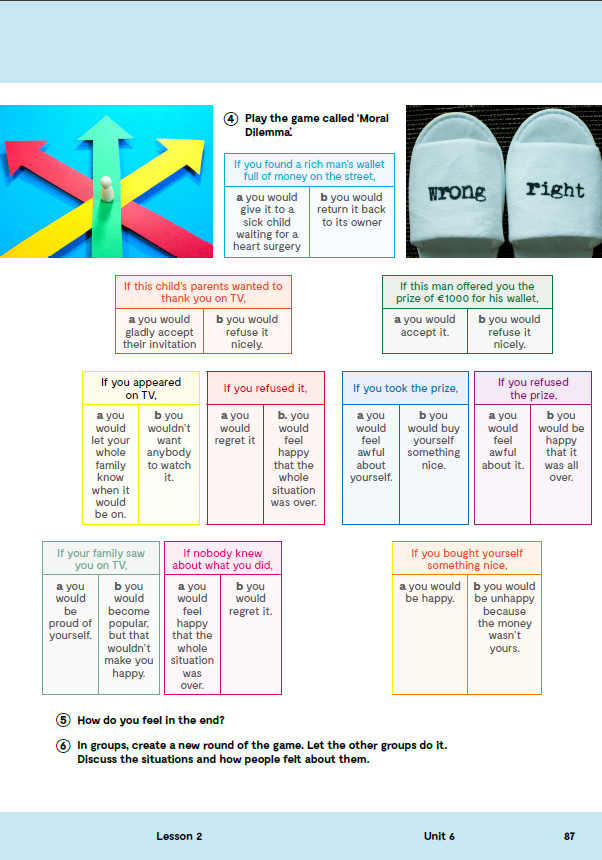 4 Play the game called 'Moral
Dilemma'.
If you found a rich man's wallet
full of money on the street,
a you would
give it to a
sick child
waiting for a
heart surgery
b you would
return it back
to its owner
wrong
right
If this child's parents wanted to
thank you on TV,
a you would
gladly accept
their invitation
b you would
refuse it
nicely.
If this man offered you the
prize of €1000 for his wallet,
a you would
accept it.
b you would
refuse it
nicely.
If you appeared
on TV,
a you
would
let your
whole
family
know
when it
would
be on.
b you
wouldn't
want
anybody
to watch
it.
If you refused it,
a you
would
regret it
b. you
would
feel
happy
that the
whole
situation
was over.
If you took the prize,
a you
would
feel
awful
about
yourself.
b you
would buy
yourself
something
nice.
If you refused
the prize,
a you
would
feel
awful
about it.
b you
would be
happy
that it
was all
over.
If your family saw
you on TV,
a you
would
be
proud of
yourself.
b you
would
become
popular,
but that
wouldn't
make you
happy.
If nobody knew
about what you did,
a you
would
feel
happy
that the
whole
situation
was
over.
b you
would
regret it.
If you bought yourself
something nice,
a you would
be happy.
b you would
be unhappy
because
the money
wasn't
yours.
5 How do you feel in the end?
6 In groups, create a new round of the game. Let the other groups do it.
Discuss the situations and how people felt about them.
Lesson 2
Unit 6
87